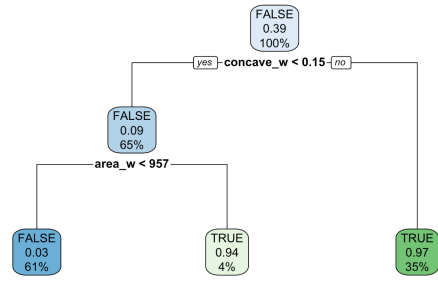 FALSE
0.39
100%
yes concave_w < 0.15 no
FALSE
0.09
65%
area_w < 957
FALSE
0.03
61%
TRUE
0.94
4%
TRUE
0.97
35%